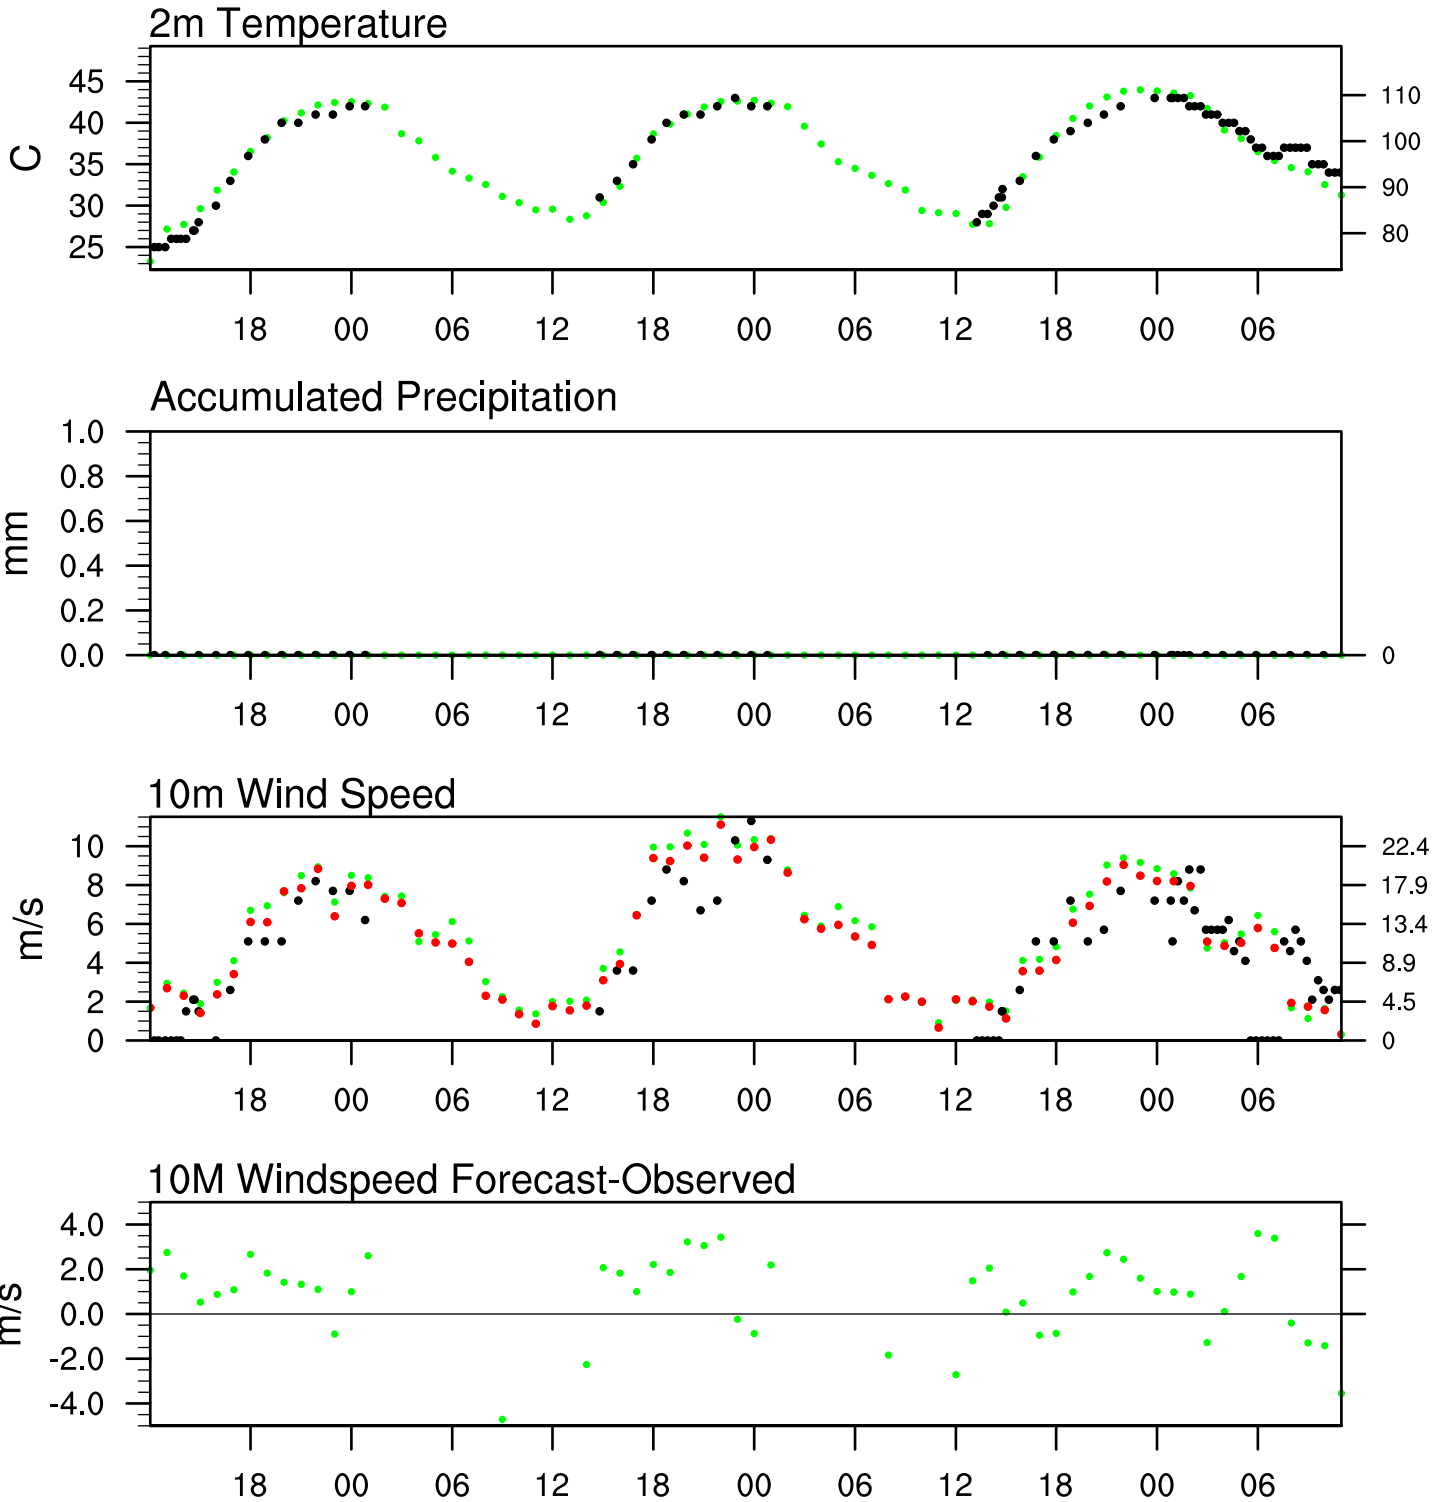 2m Temperature
45
40
35
30
25
C
110
100
90
80
18 00 06 12 18 00 06 12 18 00 06
Accumulated Precipitation
1.0
0.8
0.6
0.4
0.2
0.0
mm
0
18 00 06 12 18 00 06 12 18 00 06
10m Wind Speed
10
8
6
4
2
0
m/s
22.4
17.9
13.4
8.9
4.5
0
18 00 06 12 18 00 06 12 18 00 06
10M Windspeed Forecast-Observed
4.0
2.0
0.0
-2.0
-4.0
m/s
18 00 06 12 18 00 06 12 18 00 06